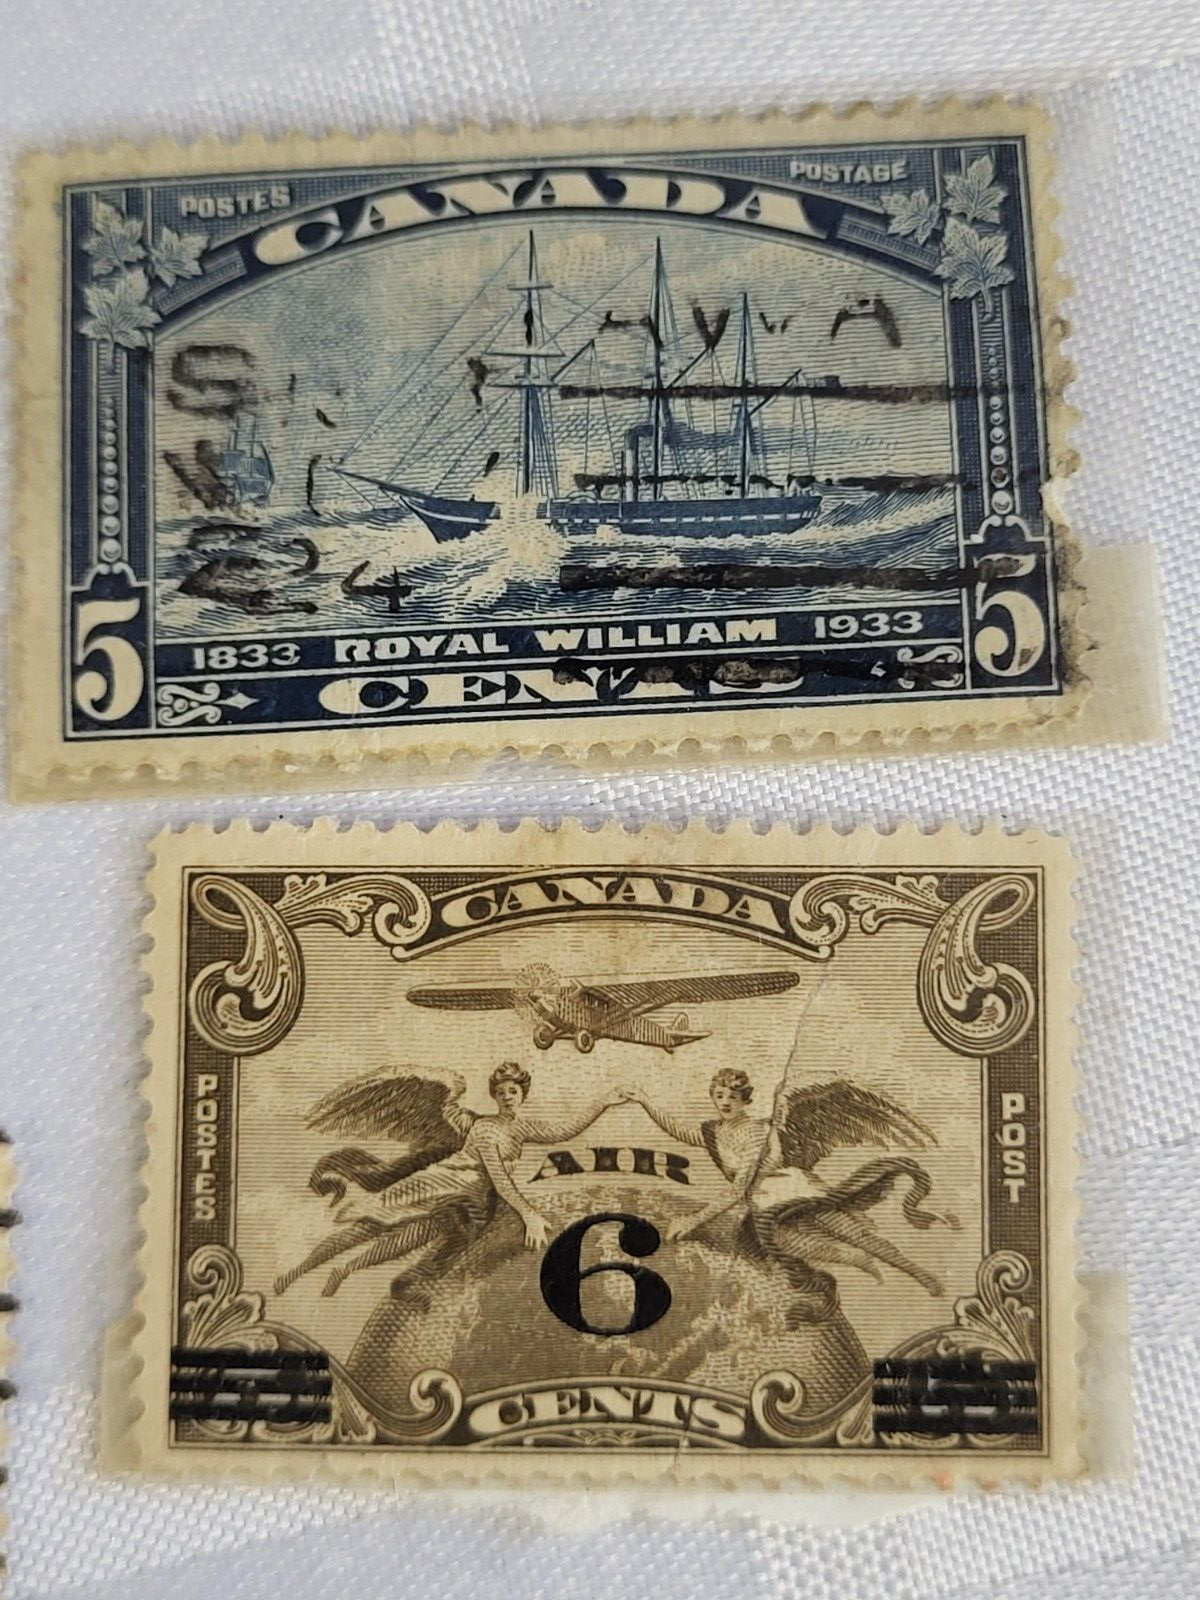 POSTES CANADA POSTAGE
5 1833 ROYAL WILLIAM 1933 5
CENTS
CANADA
POSTES
POST
AIR
6
CENTS